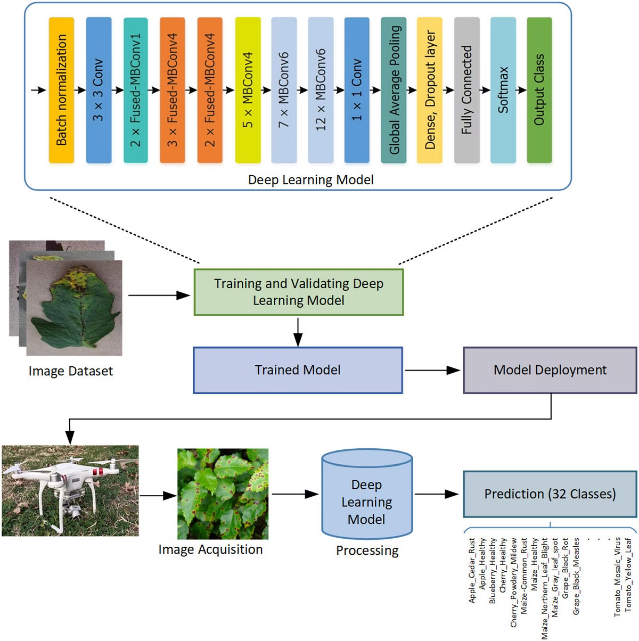 Batch normalization
3 × 3 Conv
2 × Fused-MBConv1
3 × Fused-MBConv4
2 × Fused-MBConv4
5 × MBConv4
7 × MBConv6
12 × MBConv6
1 × 1 Conv
Global Average Pooling
Dense, Dropout layer
Fully Connected
Softmax
Output Class
Deep Learning Model
Training and Validating Deep
Learning Model
Image Dataset
Trained Model
Model Deployment
Image Acquisition
Deep
Learning
Model
Processing
Prediction (32 Classes)
Apple_Cedar_Rust
Apple_Healthy
Blueberry_Healthy
Cherry_Healthy
Cherry_Powdery_Mildew
Maize-Common_Rust
Maize_Healthy
Maize_Northern_Leaf_Blight
Maize_Gray_leaf_spot
Grape_Black_Rot
Grape_Black_Measles
.
.
.
Tomato_Mosaic_Virus
Tomato_Yellow_Leaf